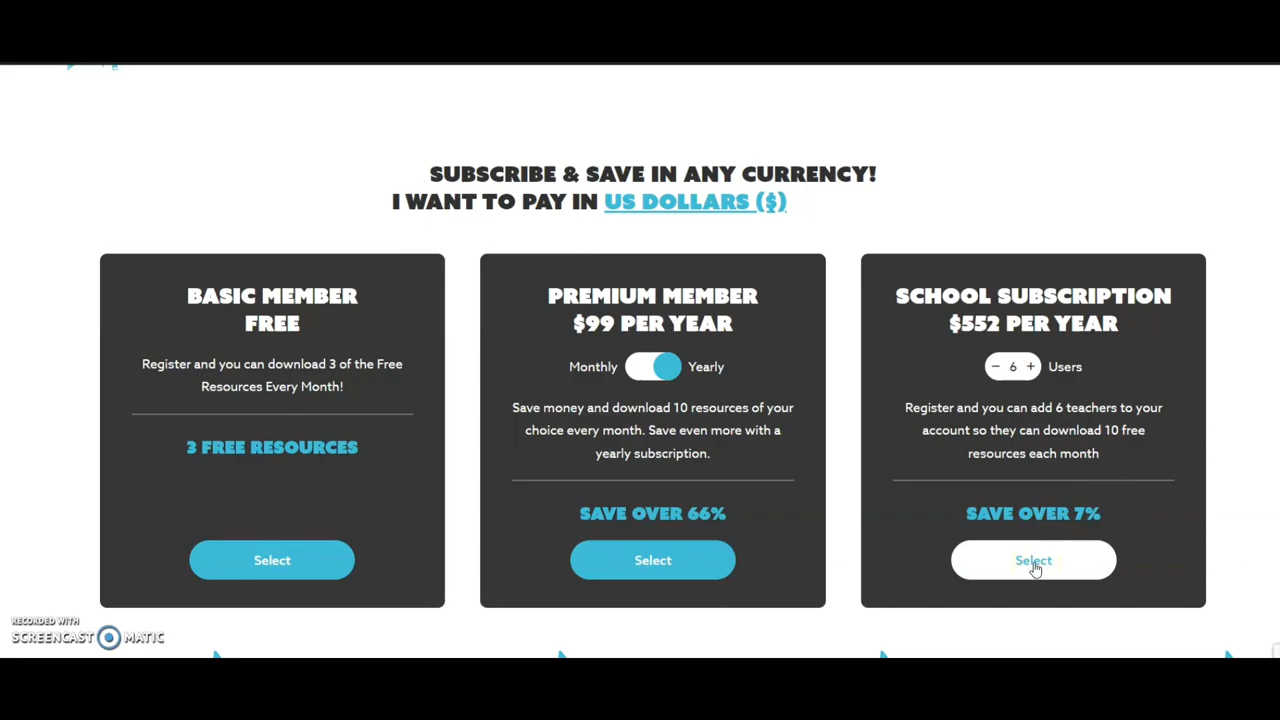 SUBSCRIBE & SAVE IN ANY CURRENCY!
I WANT TO PAY IN US DOLLARS ($)
BASIC MEMBER
FREE
Register and you can download 3 of the Free
Resources Every Month!
3 FREE RESOURCES
Select
PREMIUM MEMBER
$99 PER YEAR
Monthly Yearly
Save money and download 10 resources of your
choice every month. Save even more with a
yearly subscription.
SAVE OVER 66%
Select
SCHOOL SUBSCRIPTION
$552 PER YEAR
− 6 + Users
Register and you can add 6 teachers to your
account so they can download 10 free
resources each month
SAVE OVER 7%
Select
RECORDED WITH
SCREENCAST MATIC